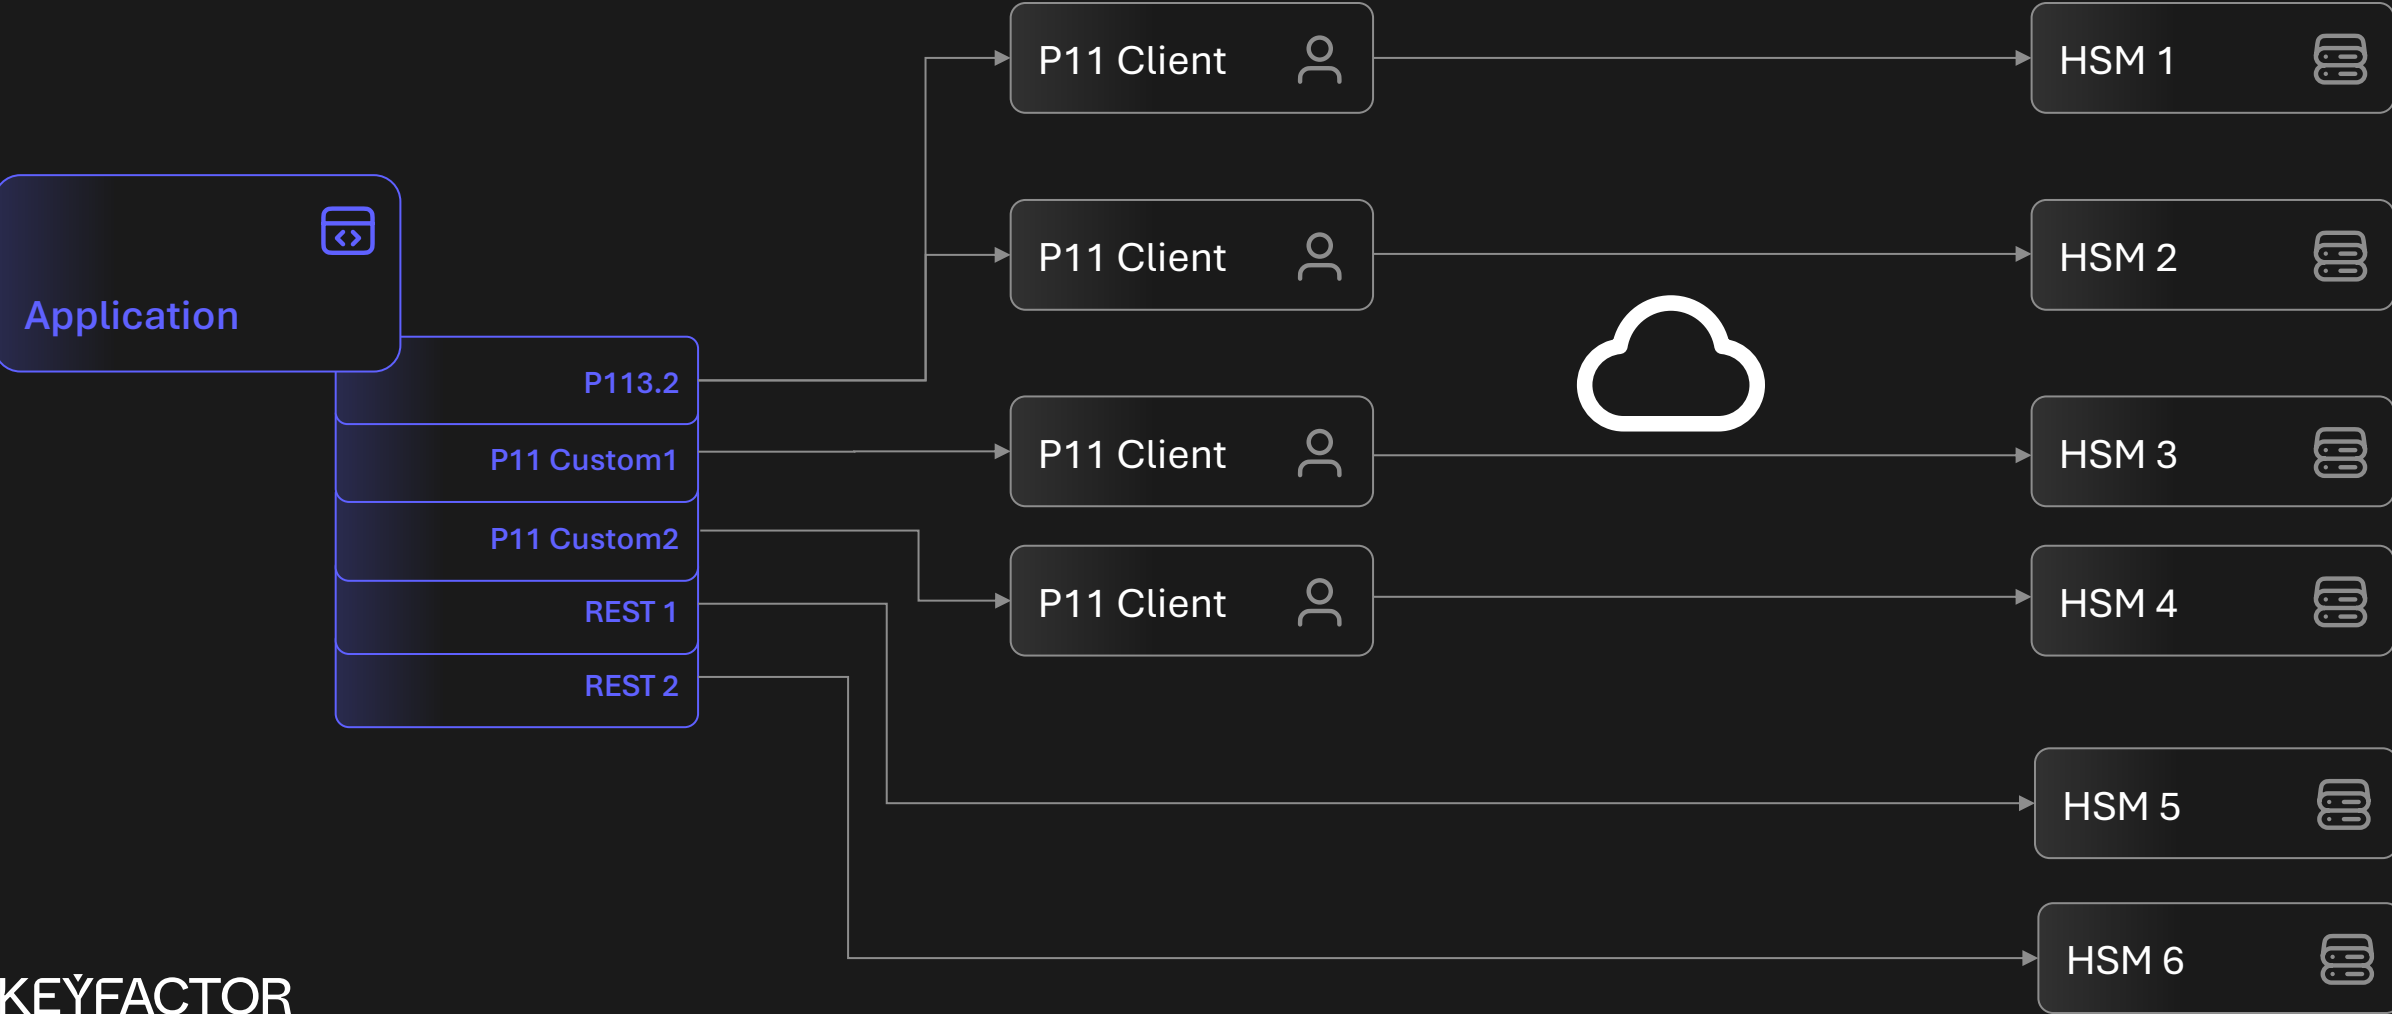 P11 Client
HSM 1
P11 Client
HSM 2
Application
P113.2
P11 Custom1
P11 Client
HSM 3
P11 Custom2
P11 Client
HSM 4
REST 1
REST 2
HSM 5
HSM 6
KEYFACTOR